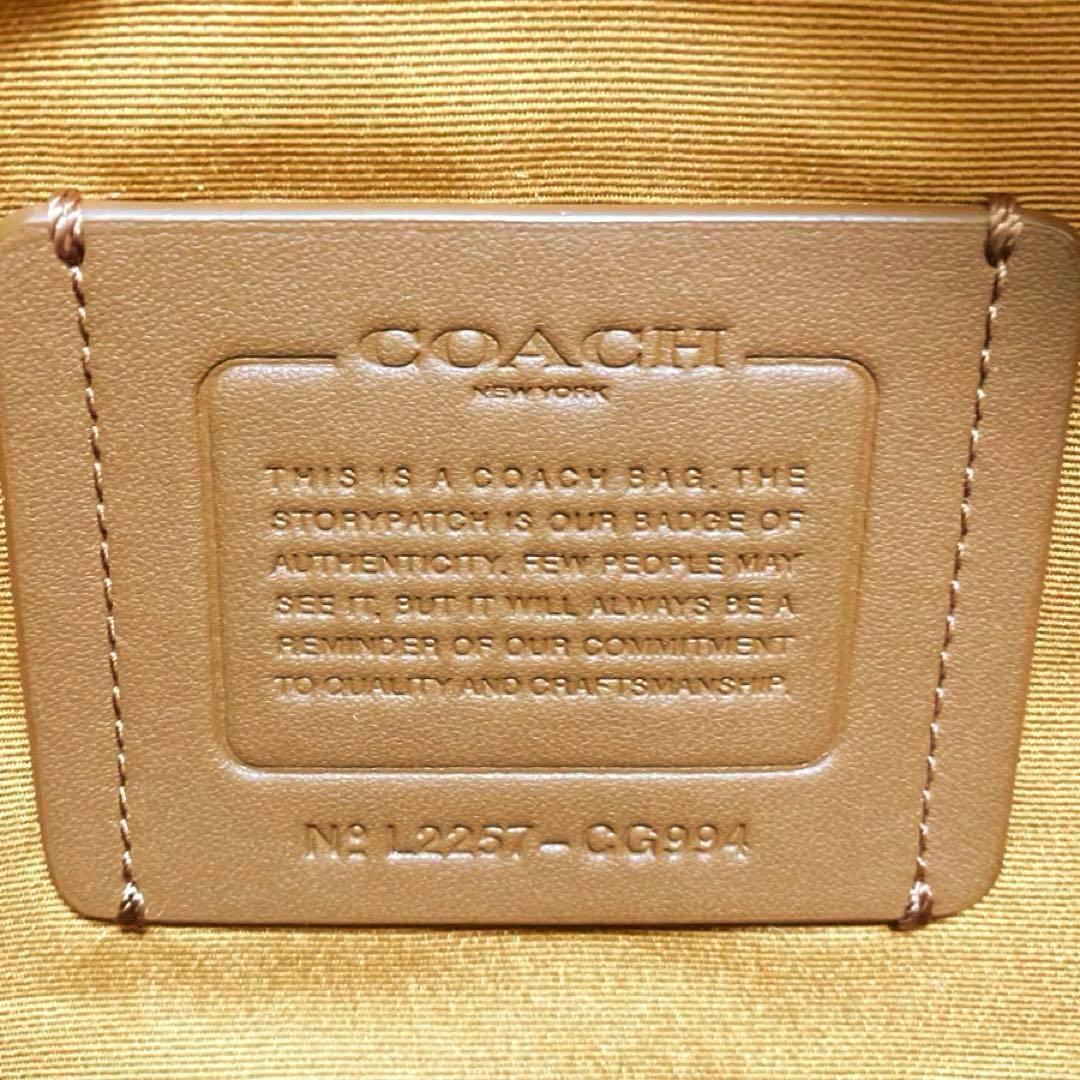 COACH
NEW YORK
THIS IS A COACH BAG. THE
STORYPATCH IS OUR BADGE OF
AUTHENTICITY. FEW PEOPLE MAY
SEE IT, BUT IT WILL ALWAYS BE A
REMINDER OF OUR COMMITMENT
TO QUALITY AND CRAFTSMANSHIP.
Nº L2257-CG994